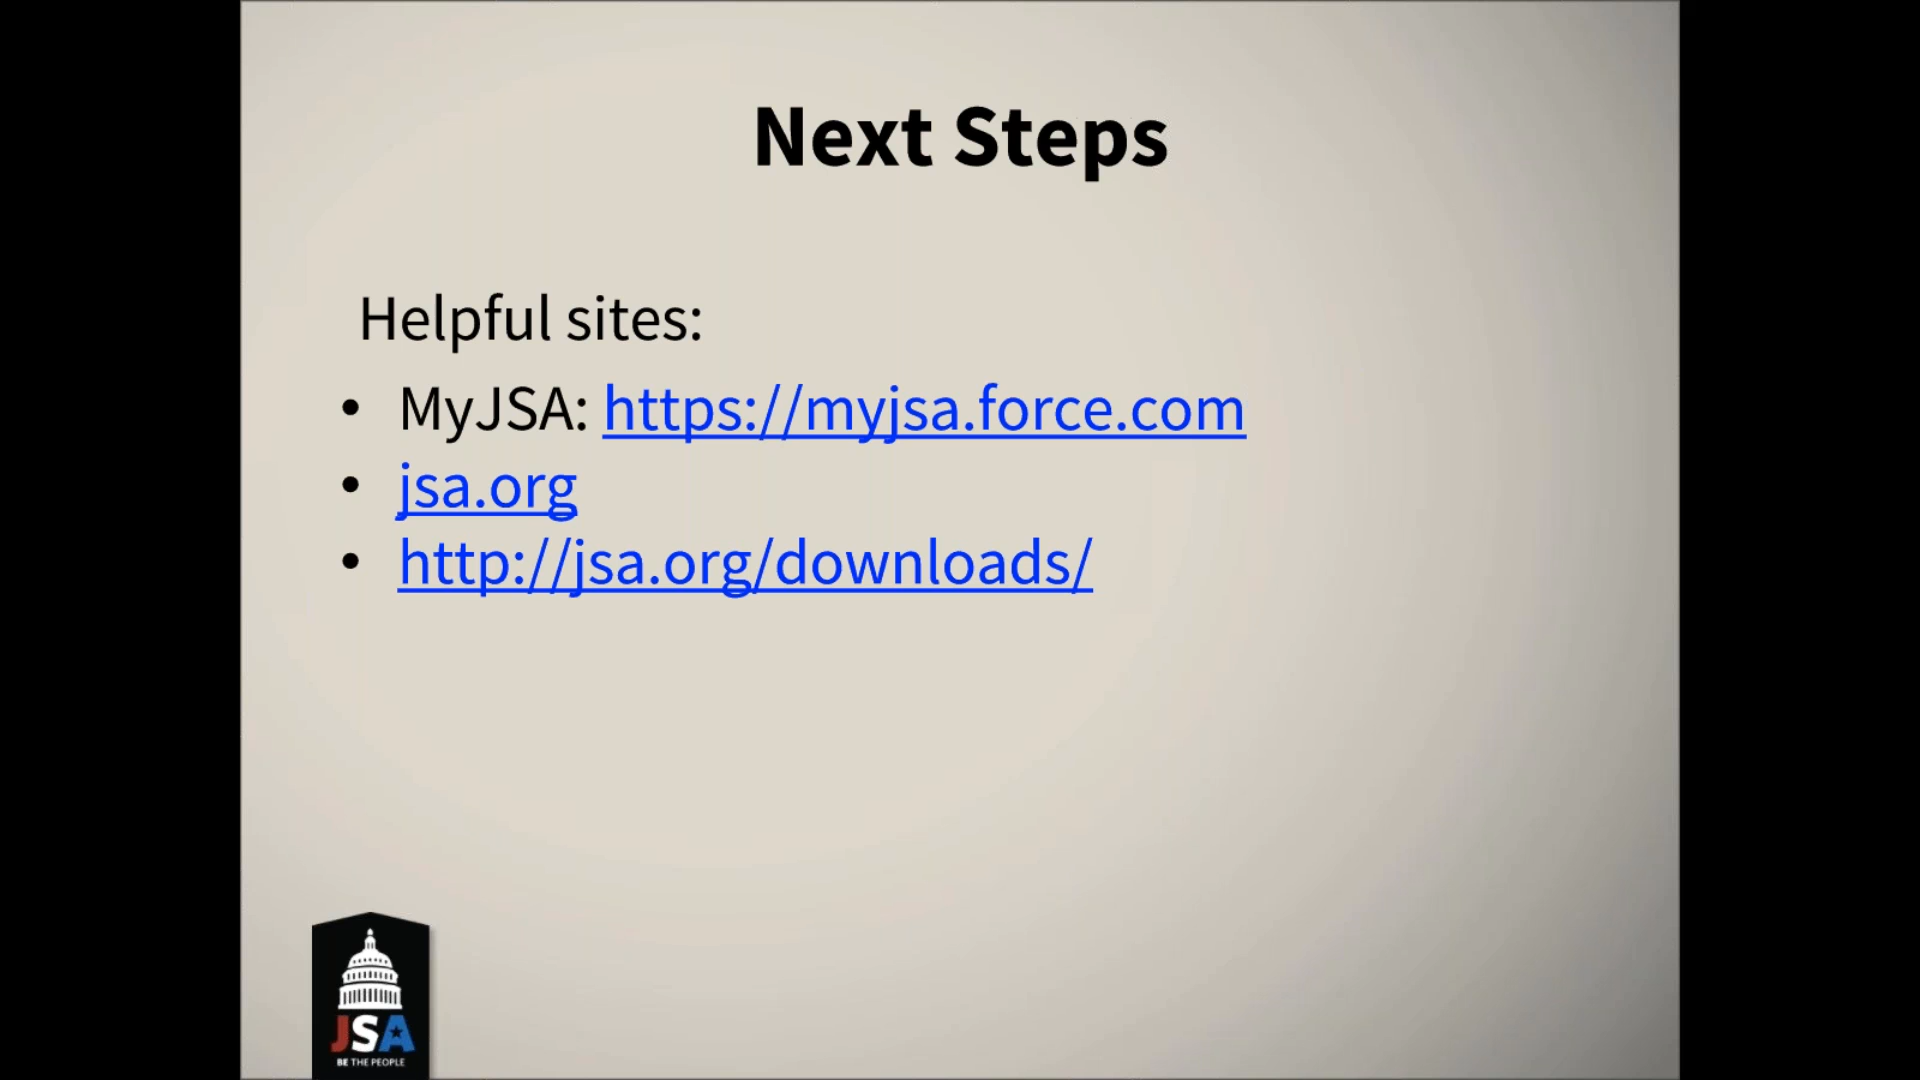 Next Steps
Helpful sites:
• MyJSA: https://myjsa.force.com
• jsa.org
• http://jsa.org/downloads/
JSA
BE THE PEOPLE